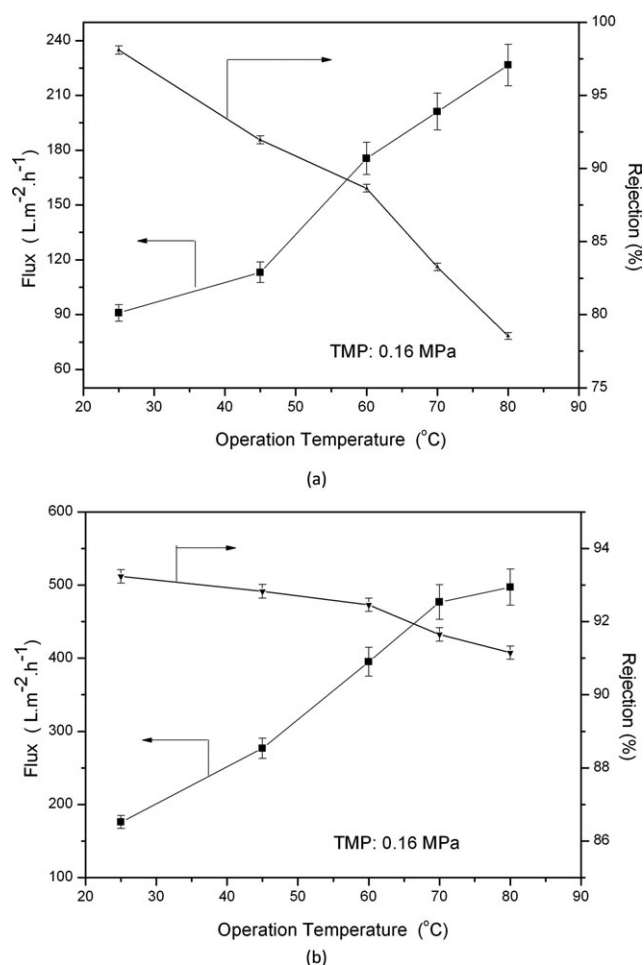 240
210
180
150
120
90
60
Flux ( L.m-2.h-1)
100
95
90
85
80
75
Rejection (%)
TMP: 0.16 MPa
20 30 40 50 60 70 80 90
Operation Temperature (oC)
(a)
600
500
400
300
200
100
Flux ( L.m-2.h-1)
94
92
90
88
86
Rejection (%)
TMP: 0.16 MPa
20 30 40 50 60 70 80 90
Operation Temperature (oC)
(b)